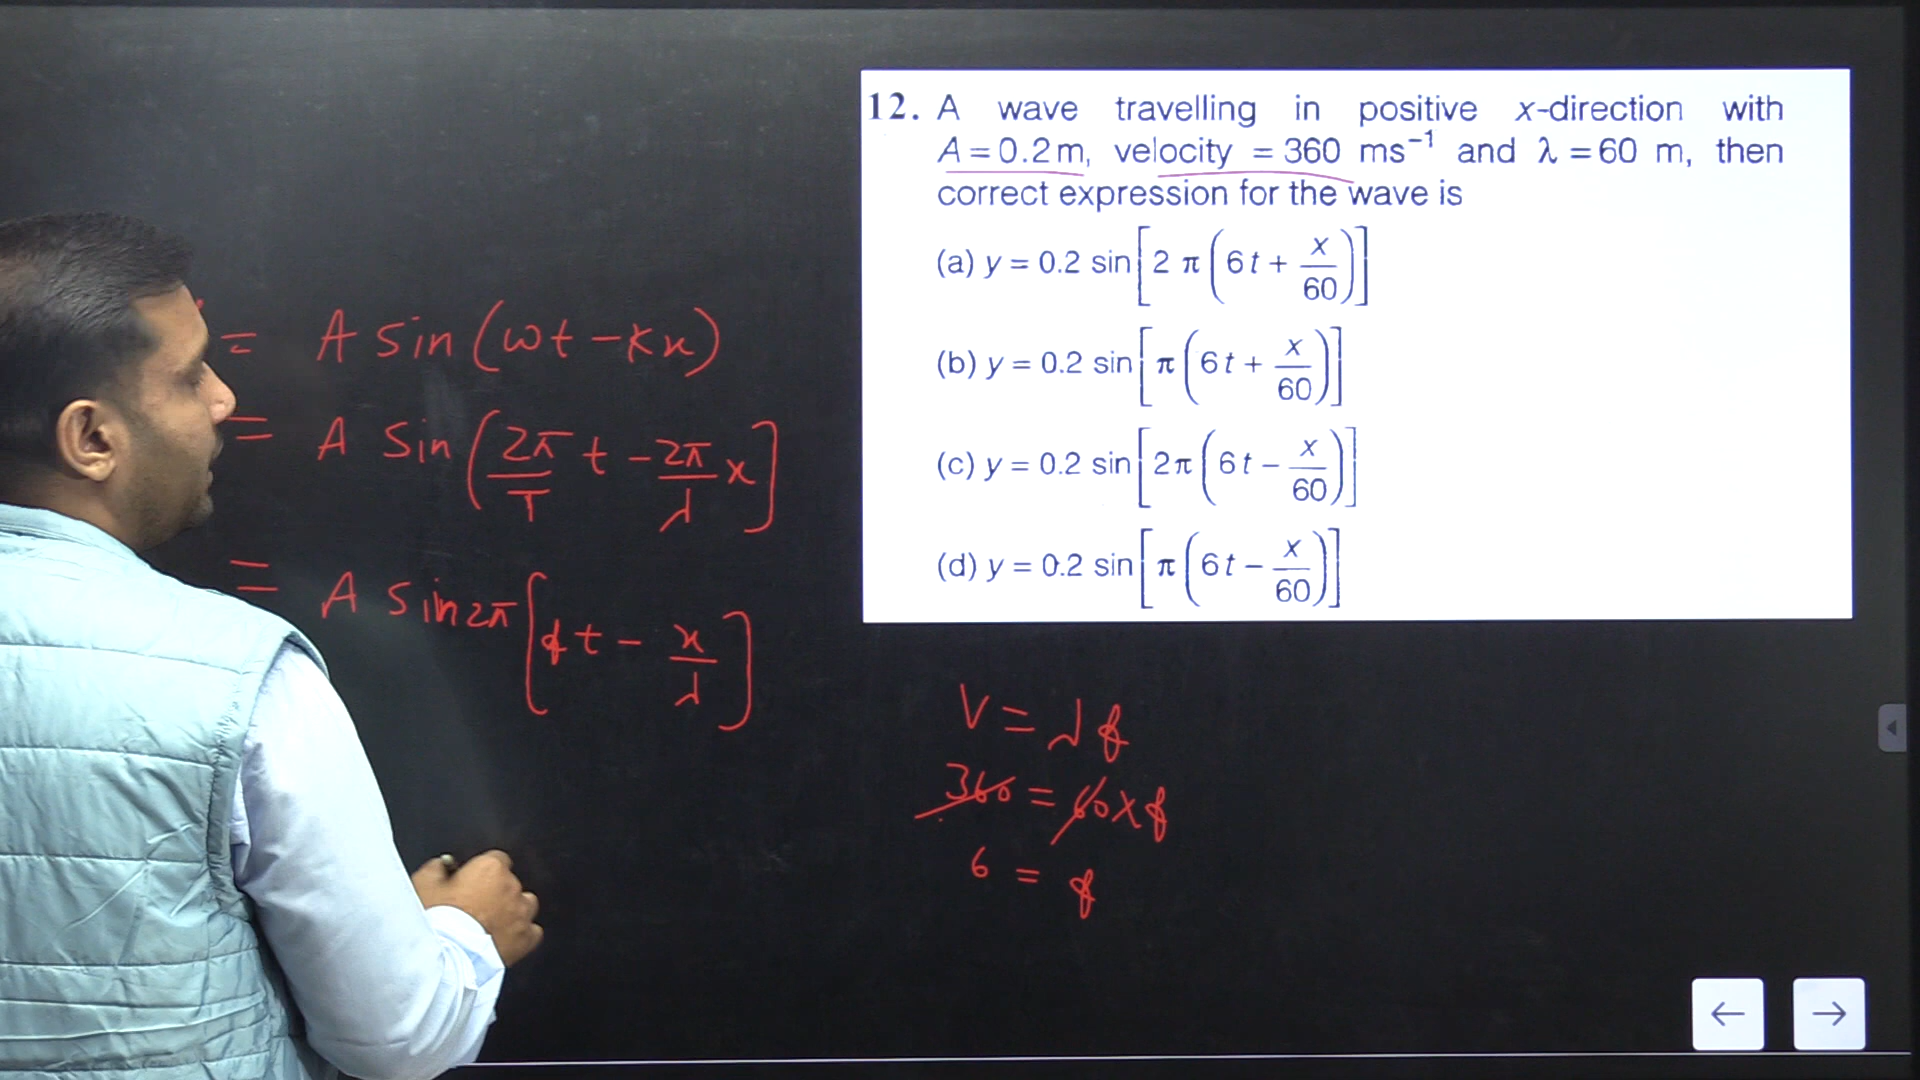 12. A wave travelling in positive x-direction with
A = 0.2 m, velocity = 360 ms⁻¹ and λ = 60 m, then
correct expression for the wave is
(a) y = 0.2 sin[2 π(6t + x/60)]
(b) y = 0.2 sin[π(6t + x/60)]
(c) y = 0.2 sin[2π(6t − x/60)]
(d) y = 0.2 sin[π(6t − x/60)]
= A sin(ωt − kx)
= A sin(2π/T t − 2π/λ x]
= A sin 2π[ft − x/λ]
V = λf
360 = 60 x f
6 = f
← →